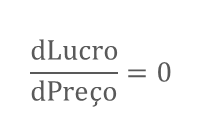 dLucro
dPreço = 0